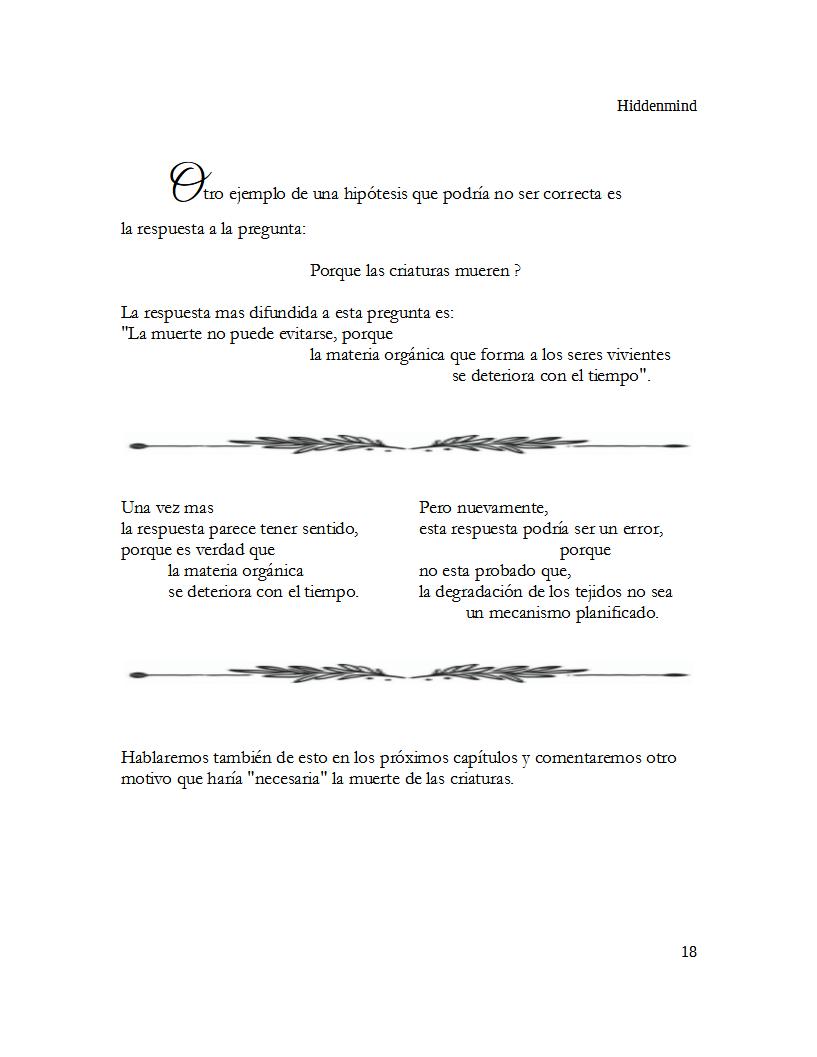 Hiddenmind
Otro ejemplo de una hipótesis que podría no ser correcta es
la respuesta a la pregunta:
Porque las criaturas mueren ?
La respuesta mas difundida a esta pregunta es:
"La muerte no puede evitarse, porque
la materia orgánica que forma a los seres vivientes
se deteriora con el tiempo".
Una vez mas
la respuesta parece tener sentido,
porque es verdad que
la materia orgánica
se deteriora con el tiempo.
Pero nuevamente,
esta respuesta podría ser un error,
porque
no esta probado que,
la degradación de los tejidos no sea
un mecanismo planificado.
Hablaremos también de esto en los próximos capítulos y comentaremos otro
motivo que haría "necesaria" la muerte de las criaturas.
18